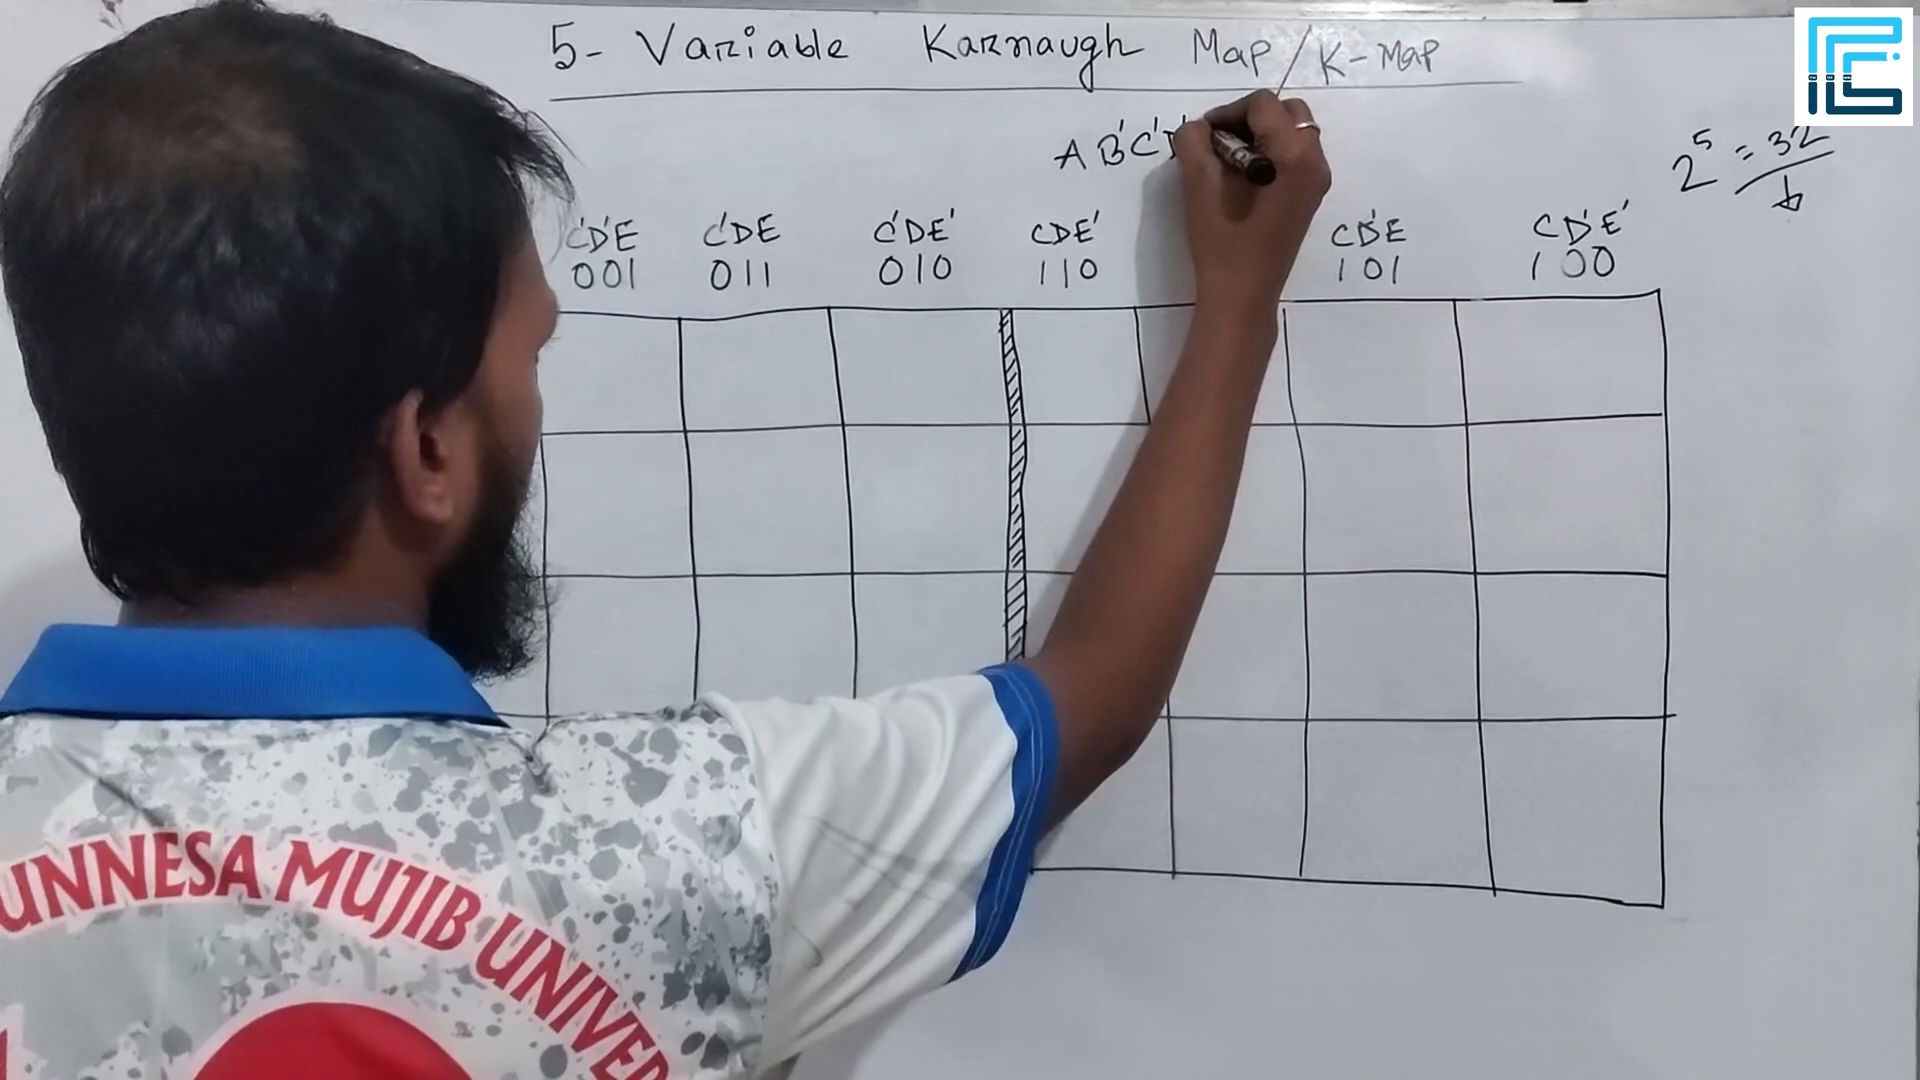 5- Variable Karnaugh Map / K-Map
AB'C'D'
2⁵ = 32
C'D'E C'DE C'DE' CDE' CD'E CD'E'
001 011 010 110 101 100
UNNESA MUJIB UNIVER